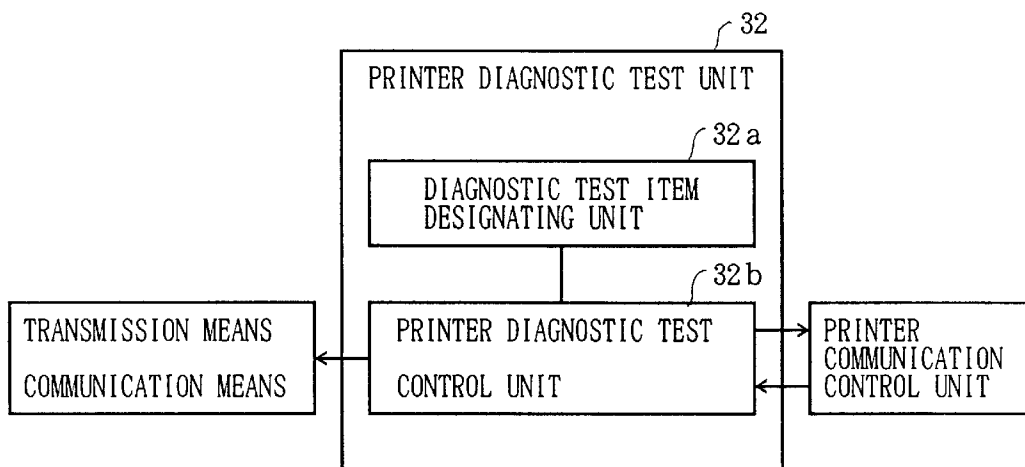 32
PRINTER DIAGNOSTIC TEST UNIT
32a
DIAGNOSTIC TEST ITEM
DESIGNATING UNIT
32b
TRANSMISSION MEANS
COMMUNICATION MEANS
PRINTER DIAGNOSTIC TEST
CONTROL UNIT
PRINTER
COMMUNICATION
CONTROL UNIT